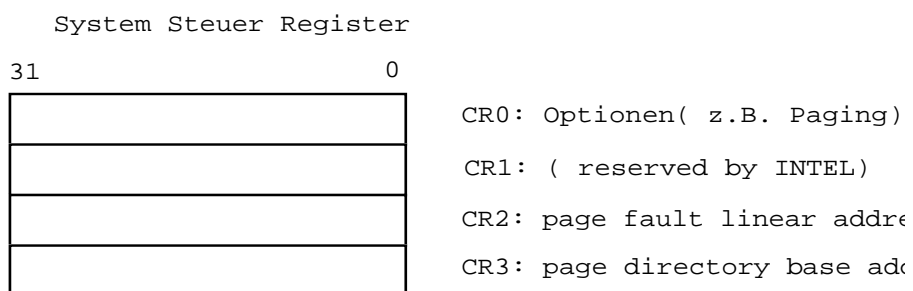 System Steuer Register
31 0
CR0: Optionen( z.B. Paging)
CR1: ( reserved by INTEL)
CR2: page fault linear
CR3: page directory base